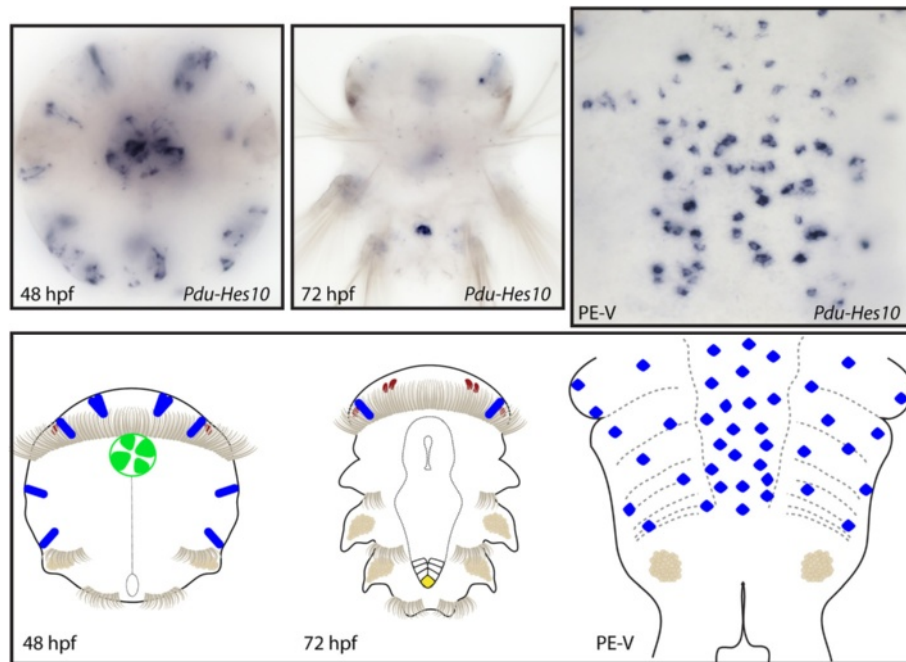 48 hpf
Pdu-Hes10
72 hpf
Pdu-Hes10
PE-V
Pdu-Hes10
48 hpf
72 hpf
PE-V